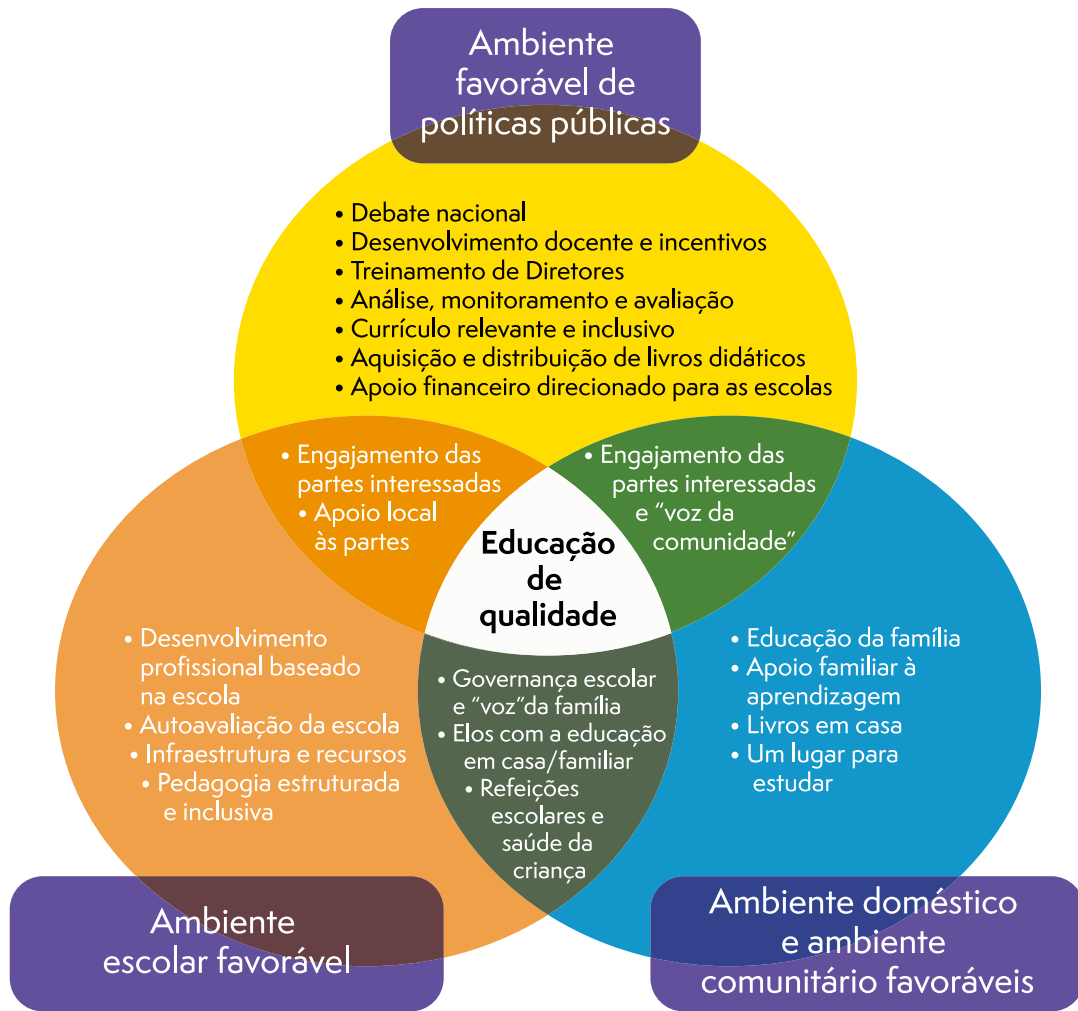 Ambiente
favorável de
políticas públicas
• Debate nacional
• Desenvolvimento docente e incentivos
• Treinamento de Diretores
• Análise, monitoramento e avaliação
• Currículo relevante e inclusivo
• Aquisição e distribuição de livros didáticos
• Apoio financeiro direcionado para as escolas
• Engajamento das
partes interessadas
• Apoio local
às partes
• Engajamento das
partes interessadas
e “voz da
comunidade”
Educação
de
qualidade
• Desenvolvimento
profissional baseado
na escola
• Autoavaliação da escola
• Infraestrutura e recursos
• Pedagogia estruturada
e inclusiva
• Governança escolar
e “voz”da família
• Elos com a educação
em casa/familiar
• Refeições
escolares e
saúde da
criança
• Educação da família
• Apoio familiar à
aprendizagem
• Livros em casa
• Um lugar para
estudar
Ambiente
escolar favorável
Ambiente doméstico
e ambiente
comunitário favoráveis